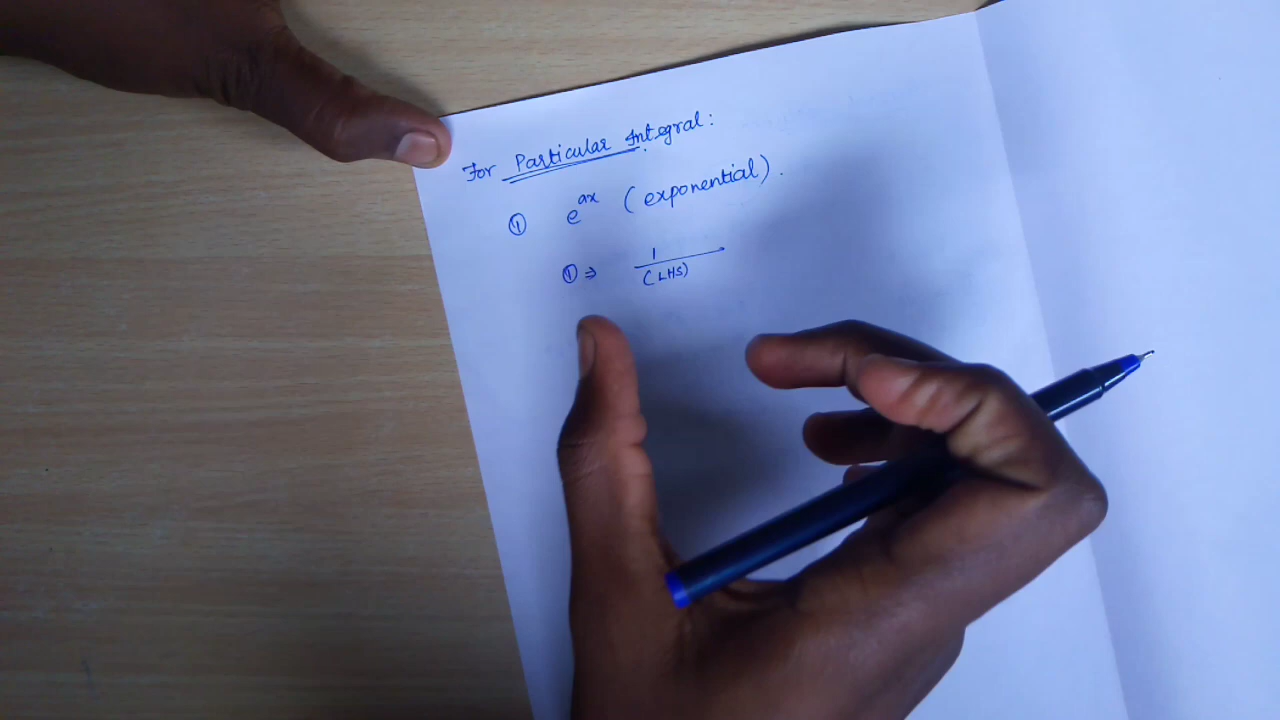 For Particular Integral:
① e^ax (exponential).
① ⇒ 1/(LHS)